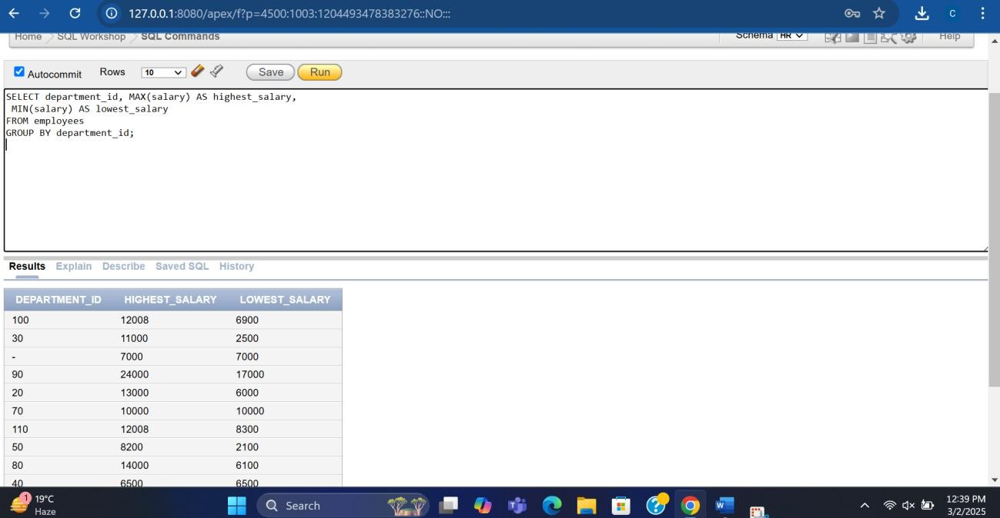 127.0.0.1:8080/apex/f?p=4500:1003:1204493478383276::NO:::
C
Home SQL Workshop SQL Commands Schema HR Help
Autocommit Rows 10 Save Run
SELECT department_id, MAX(salary) AS highest_salary,
MIN(salary) AS lowest_salary
FROM employees
GROUP BY department_id;
Results Explain Describe Saved SQL History
DEPARTMENT_ID HIGHEST_SALARY LOWEST_SALARY
100 12008 6900
30 11000 2500
- 7000 7000
90 24000 17000
20 13000 6000
70 10000 10000
110 12008 8300
50 8200 2100
80 14000 6100
40 6500 6500
1
19°C
Haze
Search
12:39 PM
3/2/2025